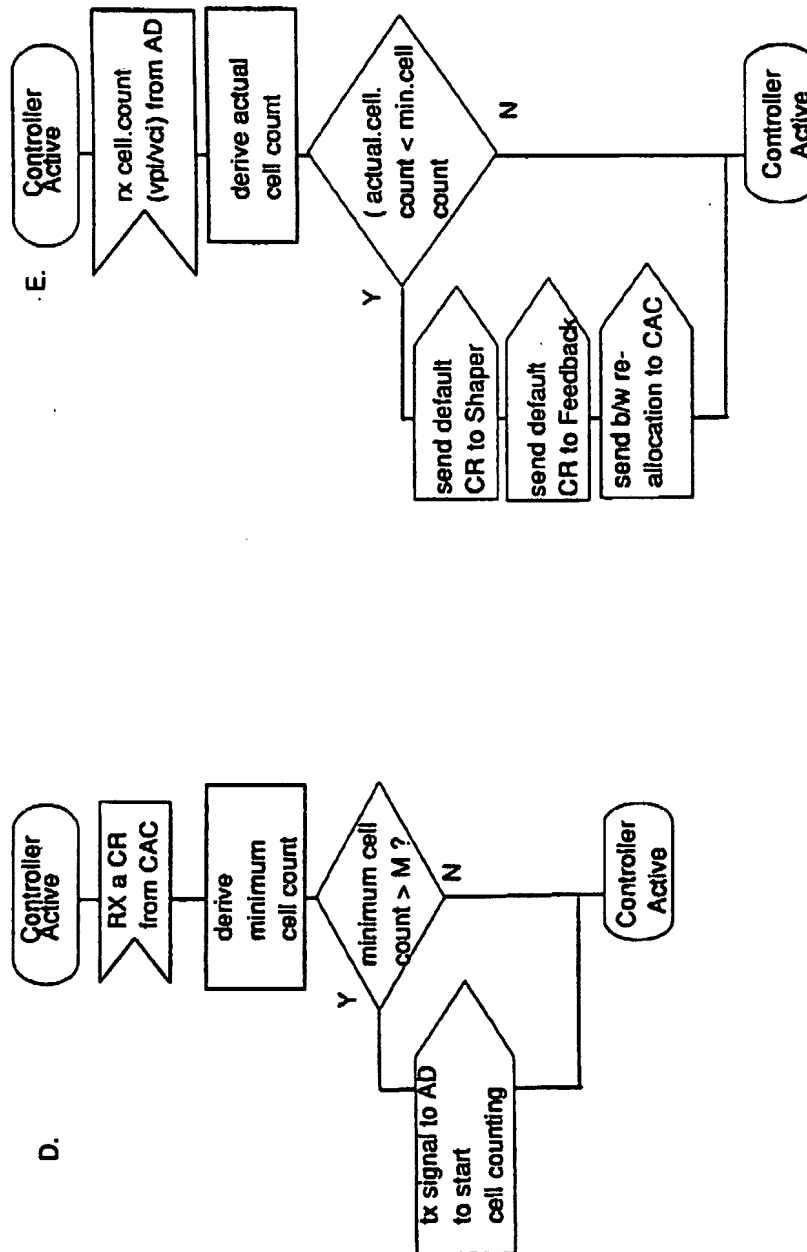 D.
Controller
Active
RX a CR
from CAC
derive
minimum
cell count
minimum cell
count > M ?
Y
N
tx signal to AD
to start
cell counting
Controller
Active
E.
Controller
Active
rx cell.count
(vpi/vci) from AD
derive actual
cell count
( actual.cell.
count < min.cell
count
Y
N
send default
CR to Shaper
send default
CR to Feedback
send b/w re-
allocation to CAC
Controller
Active